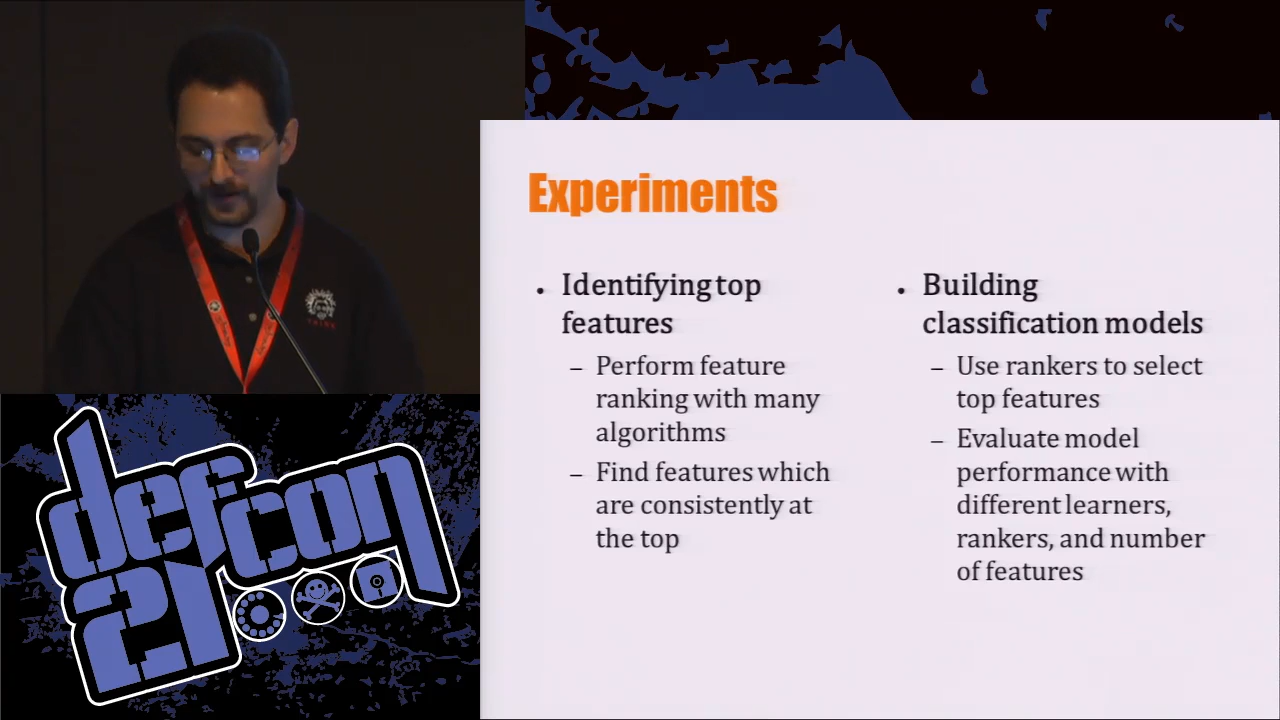 Experiments
• Identifying top
features
– Perform feature
ranking with many
algorithms
– Find features which
are consistently at
the top
• Building
classification models
– Use rankers to select
top features
– Evaluate model
performance with
different learners,
rankers, and number
of features
THINK
defcon
21